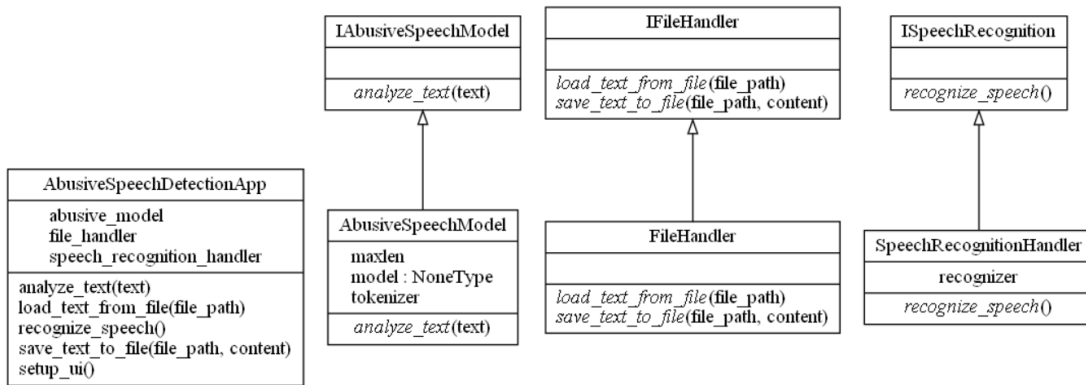 IAbusiveSpeechModel
analyze_text(text)
IFileHandler
load_text_from_file(file_path)
save_text_to_file(file_path, content)
ISpeechRecognition
recognize_speech()
AbusiveSpeechDetectionApp
abusive_model
file_handler
speech_recognition_handler
analyze_text(text)
load_text_from_file(file_path)
recognize_speech()
save_text_to_file(file_path, content)
setup_ui()
AbusiveSpeechModel
maxlen
model : NoneType
tokenizer
analyze_text(text)
FileHandler
load_text_from_file(file_path)
save_text_to_file(file_path, content)
SpeechRecognitionHandler
recognizer
recognize_speech()